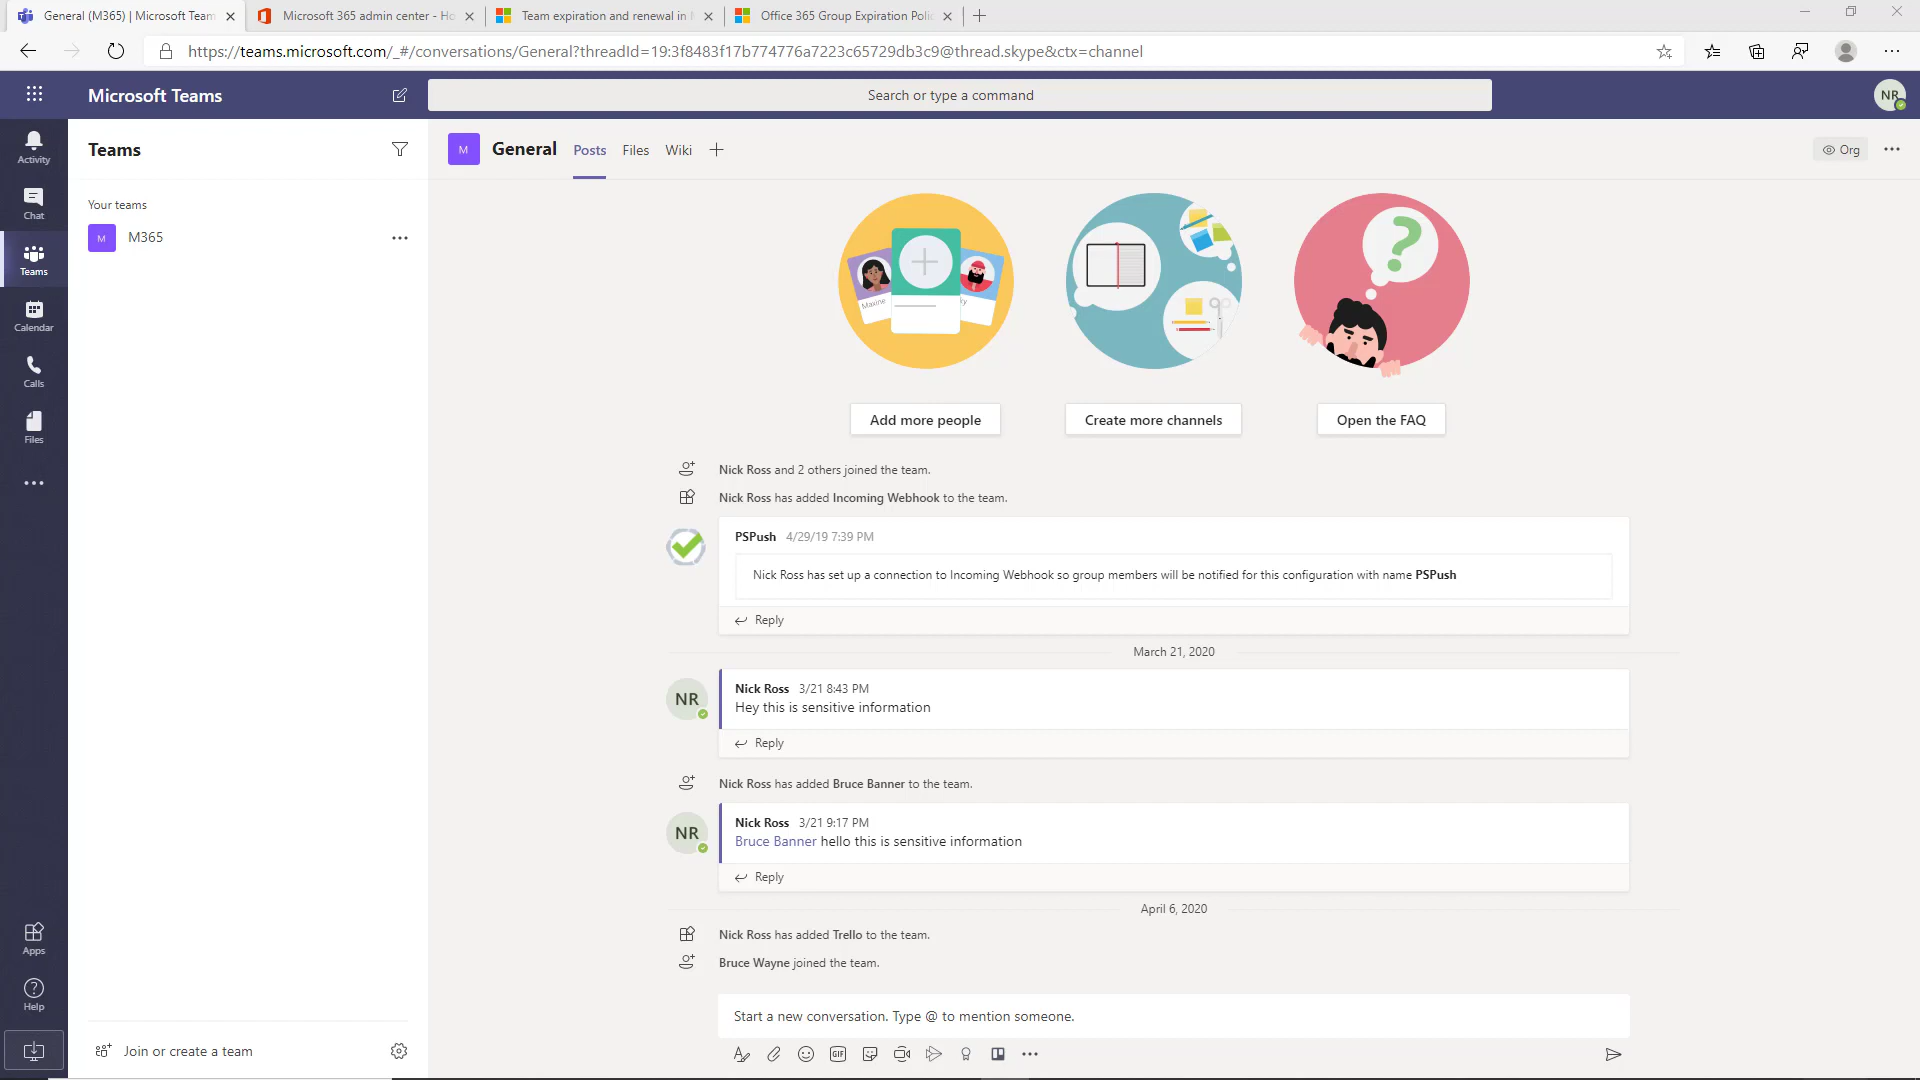 General (M365) | Microsoft Team
Microsoft 365 admin center - Ho
Team expiration and renewal in
Office 365 Group Expiration Poli
https://teams.microsoft.com/_#/conversations/General?threadId=19:3f8483f17b774776a7223c65729db3c9@thread.skype&ctx=channel
Microsoft Teams
Search or type a command
NR
Activity
Chat
Teams
Calendar
Calls
Files
Apps
Help
Teams
Your teams
M
M365
Join or create a team
M
General
Posts
Files
Wiki
Org
Maxine
Add more people
Create more channels
?
Open the FAQ
Nick Ross and 2 others joined the team.
Nick Ross has added Incoming Webhook to the team.
PSPush 4/29/19 7:39 PM
Nick Ross has set up a connection to Incoming Webhook so group members will be notified for this configuration with name PSPush
Reply
March 21, 2020
NR
Nick Ross 3/21 8:43 PM
Hey this is sensitive information
Reply
Nick Ross has added Bruce Banner to the team.
NR
Nick Ross 3/21 9:17 PM
Bruce Banner hello this is sensitive information
Reply
April 6, 2020
Nick Ross has added Trello to the team.
Bruce Wayne joined the team.
Start a new conversation. Type @ to mention someone.
GIF